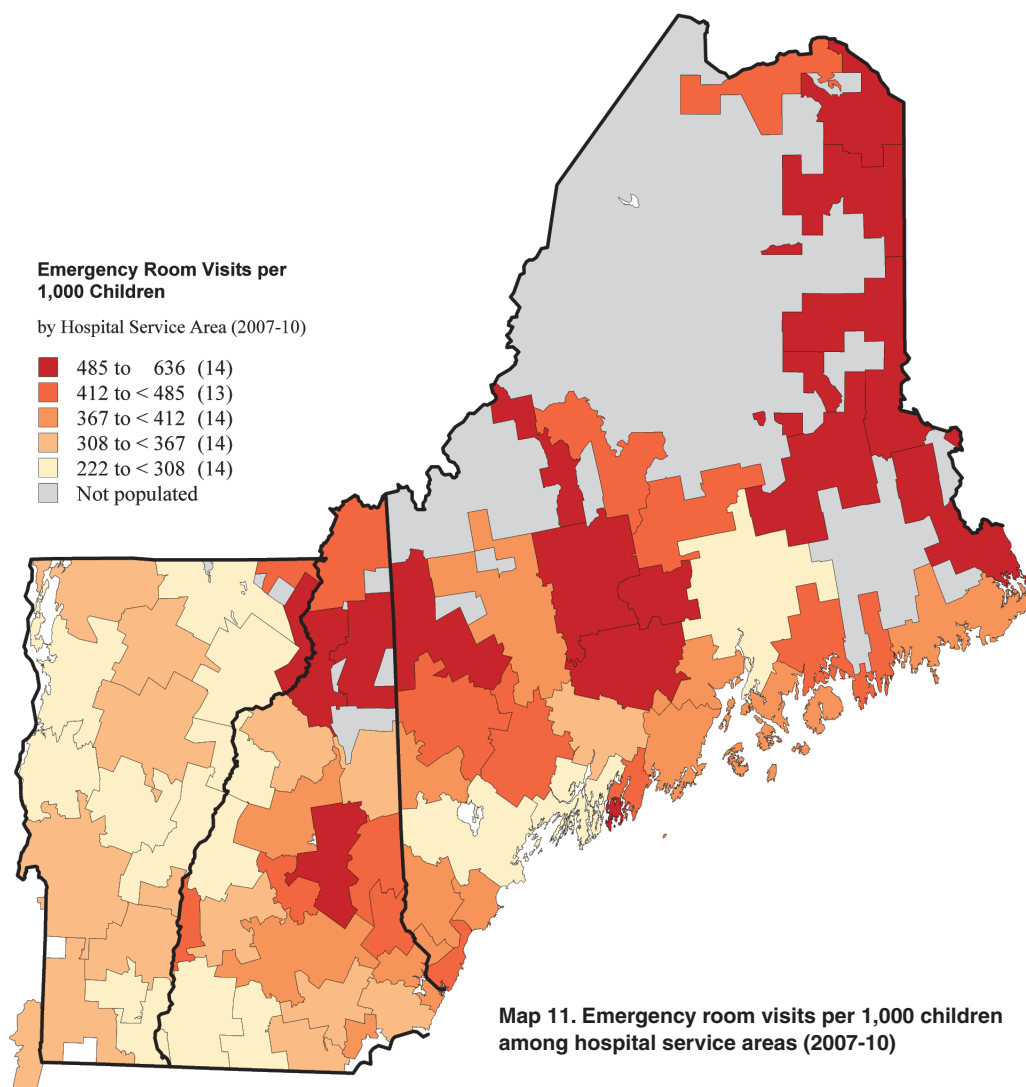 Emergency Room Visits per
1,000 Children
by Hospital Service Area (2007-10)
485 to 636 (14)
412 to < 485 (13)
367 to < 412 (14)
308 to < 367 (14)
222 to < 308 (14)
Not populated
Map 11. Emergency room visits per 1,000 children
among hospital service areas (2007-10)